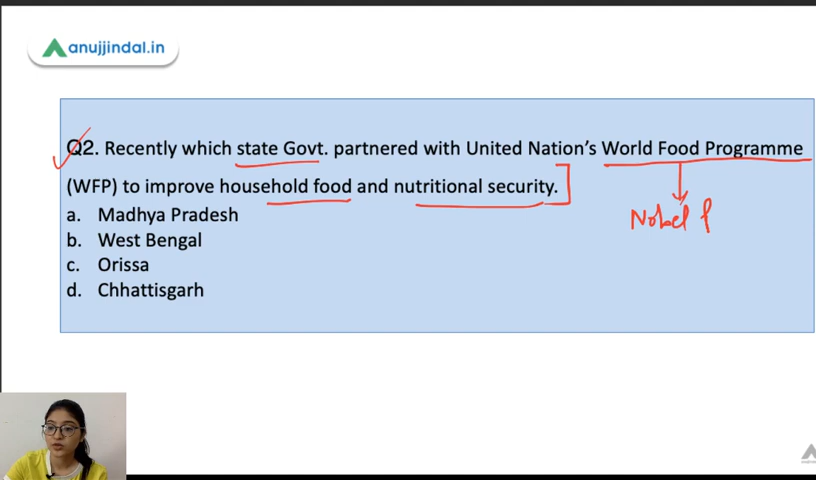 anujjindal.in
Q2. Recently which state Govt. partnered with United Nation's World Food Programme
(WFP) to improve household food and nutritional security.
Nobel P
a. Madhya Pradesh
b. West Bengal
c. Orissa
d. Chhattisgarh